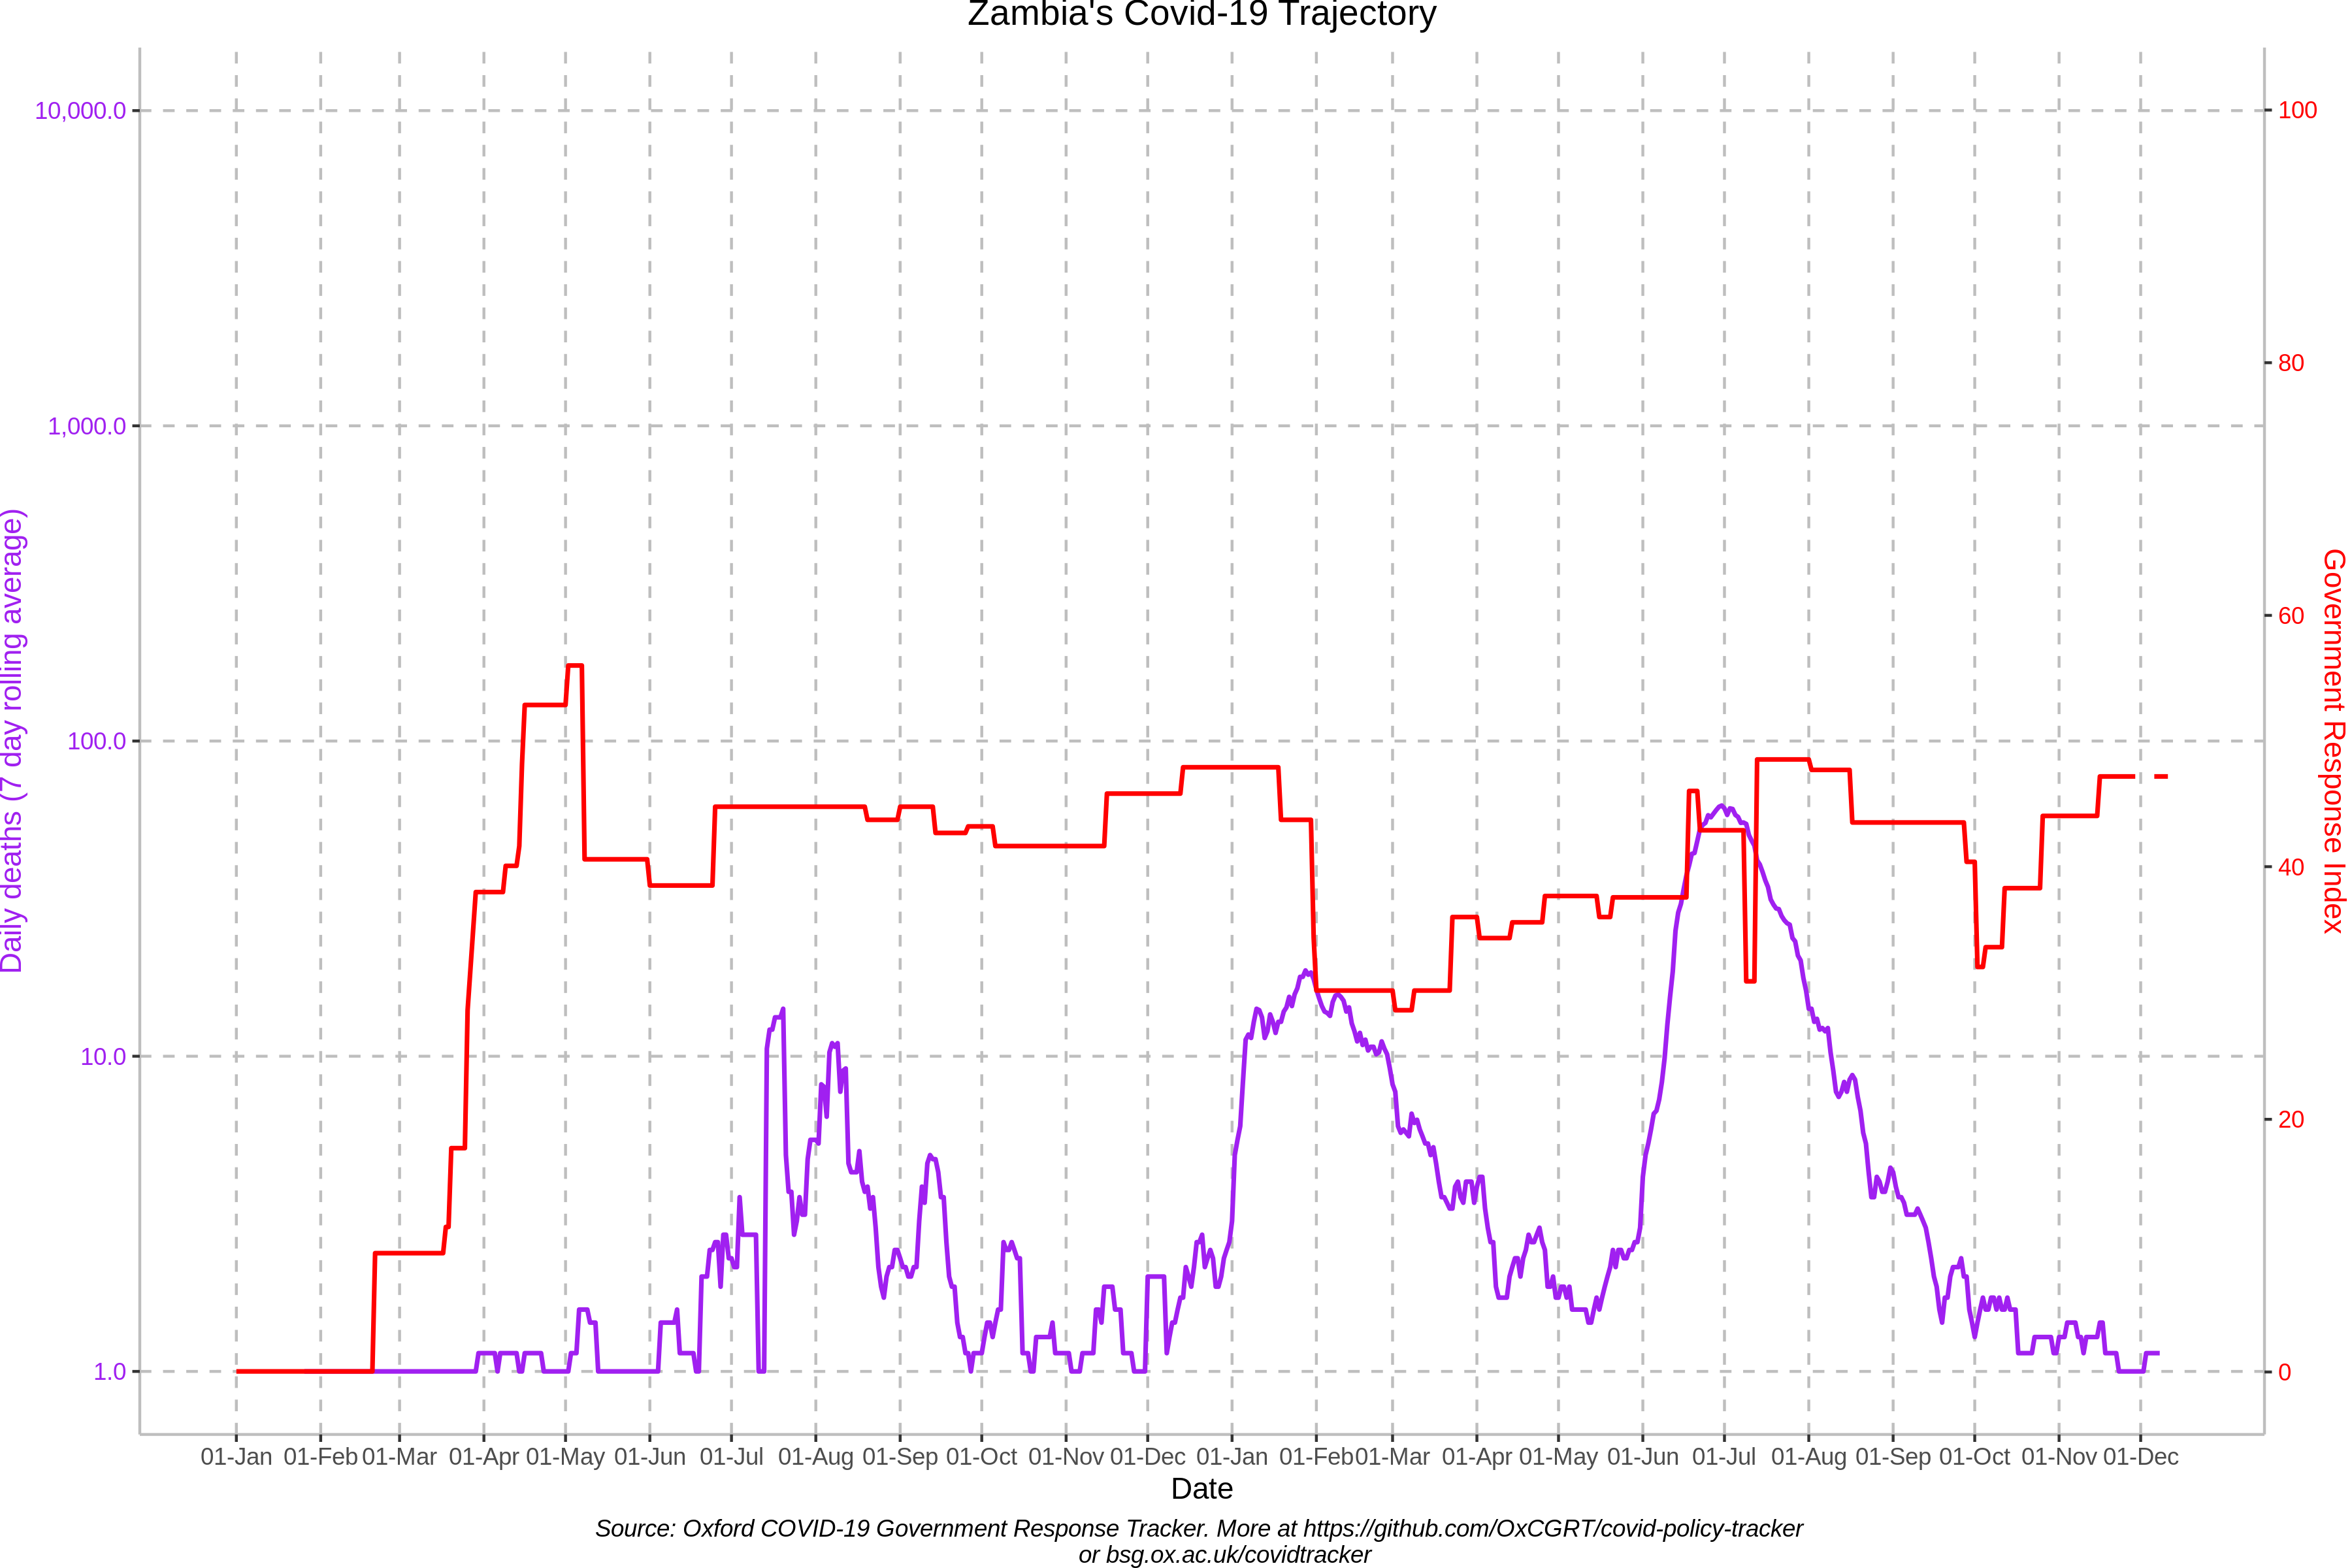 Zambia's Covid-19 Trajectory
10,000.0
1,000.0
100.0
10.0
1.0
Daily deaths (7 day rolling average)
100
80
60
40
20
0
Government Response Index
01-Jan 01-Feb 01-Mar 01-Apr 01-May 01-Jun 01-Jul 01-Aug 01-Sep 01-Oct 01-Nov 01-Dec 01-Jan 01-Feb 01-Mar 01-Apr 01-May 01-Jun 01-Jul 01-Aug 01-Sep 01-Oct 01-Nov 01-Dec
Date
Source: Oxford COVID-19 Government Response Tracker. More at https://github.com/OxCGRT/covid-policy-tracker
or bsg.ox.ac.uk/covidtracker